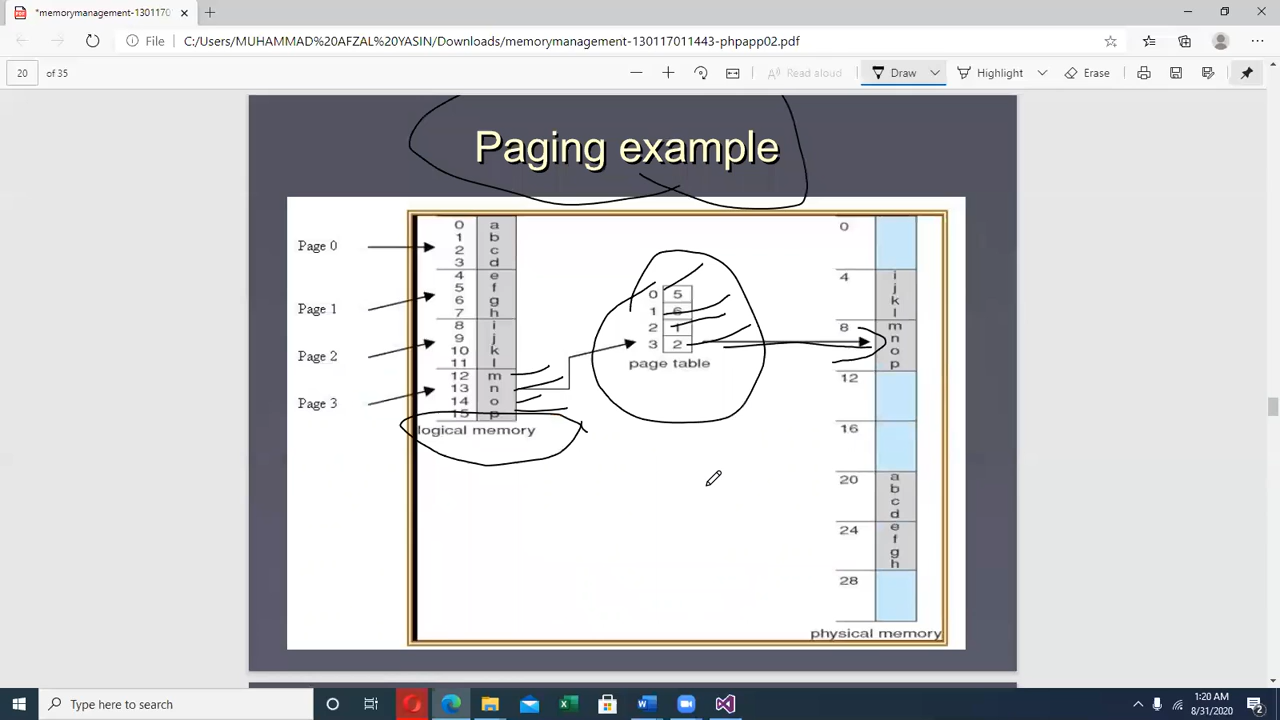 *memorymanagement-130117011
File
C:/Users/MUHAMMAD%20AFZAL%20YASIN/Downloads/memorymanagement-130117011443-phpapp02.pdf
20 of 35
Read aloud
Draw
Highlight
Erase
Paging example
Page 0
Page 1
Page 2
Page 3
0 a
1 b
2 c
3 d
4 e
5 f
6 g
7 h
8 i
9 j
10 k
11 l
12 m
13 n
14 o
15 p
logical memory
0 5
1 6
2 1
3 2
page table
0
4 i
j
k
l
8 m
n
o
p
12
16
20 a
b
c
d
24 e
f
g
h
28
physical memory
Type here to search
1:20 AM
8/31/2020
2